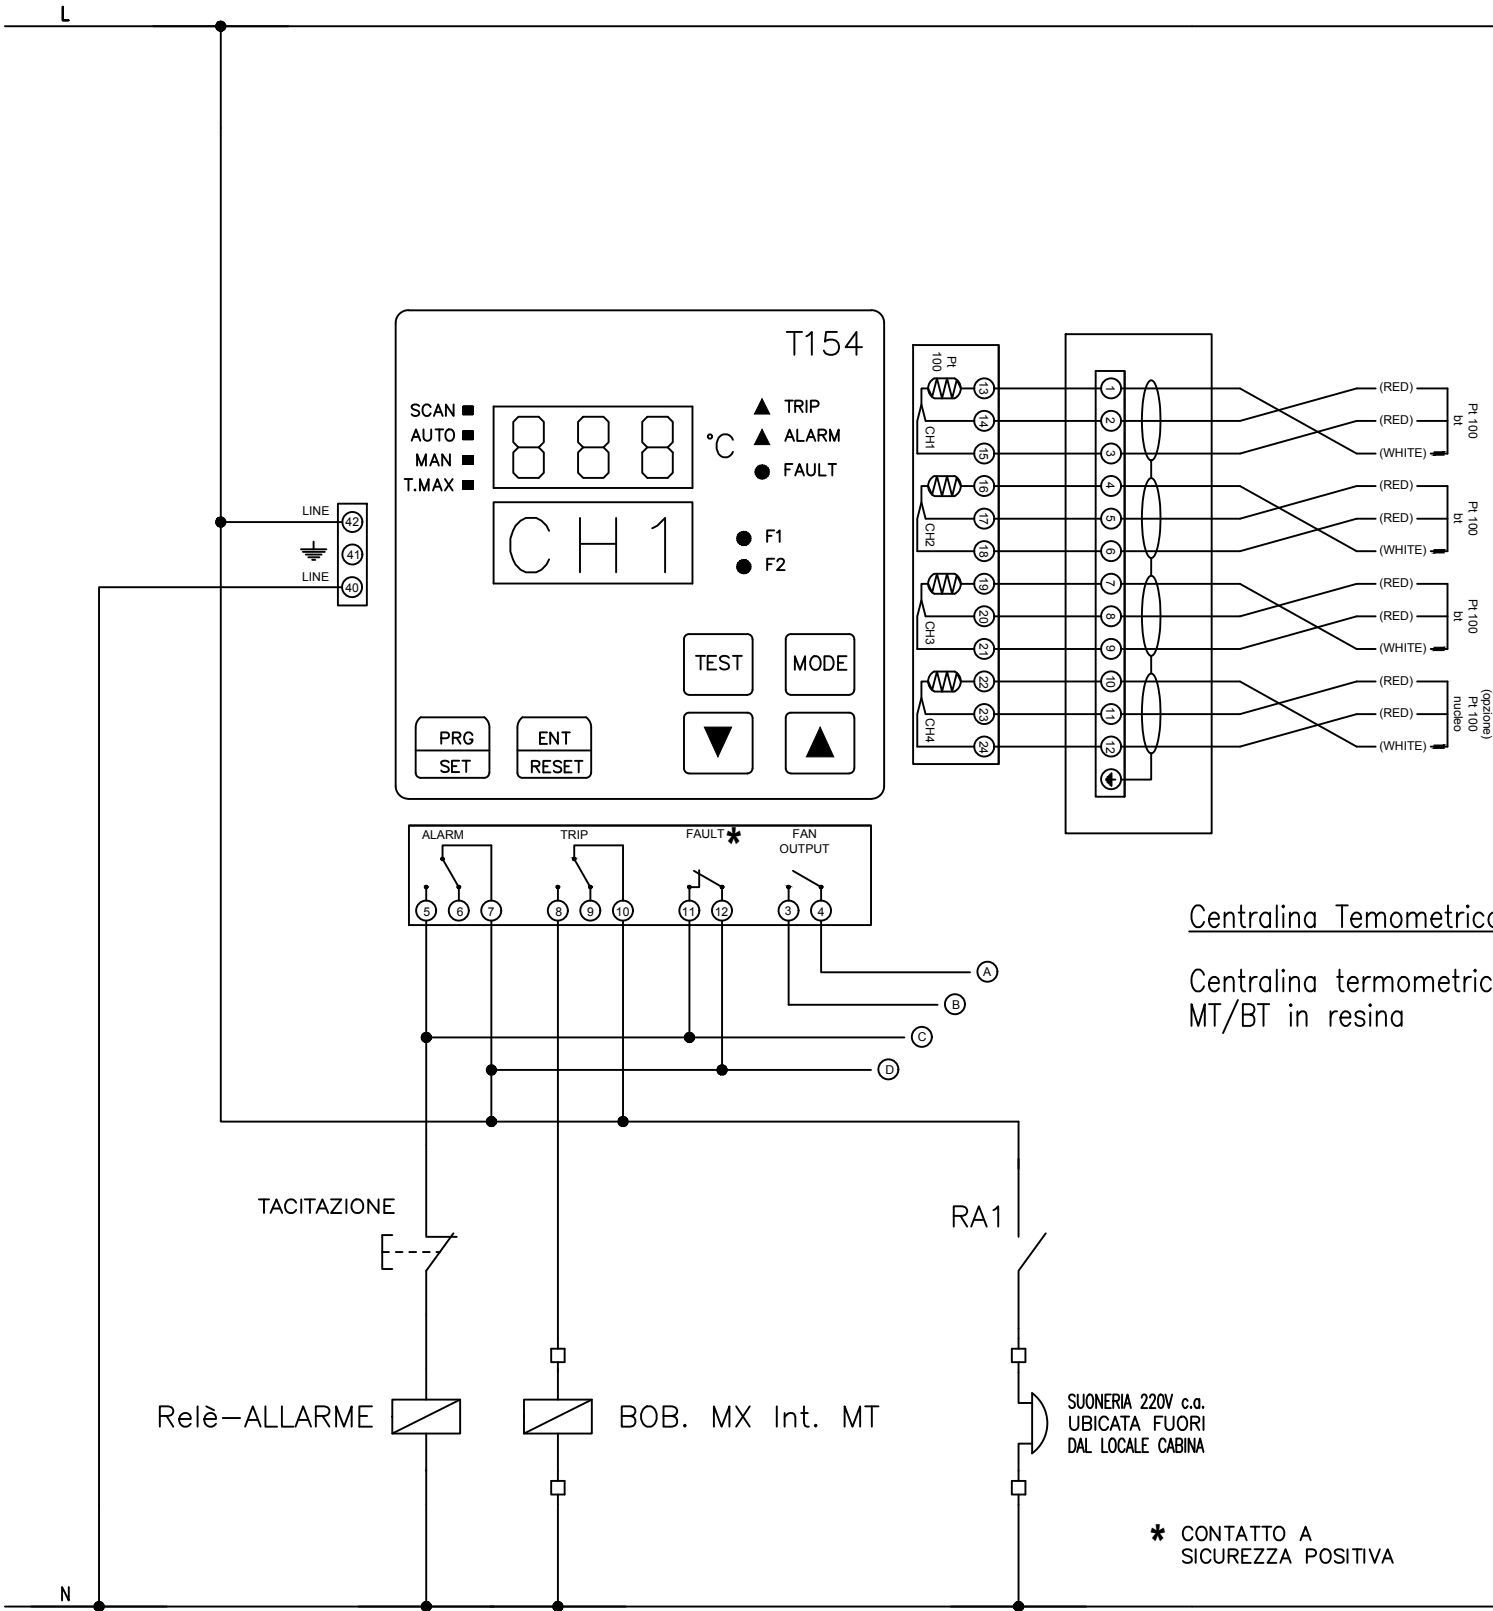 L
T154
SCAN
AUTO
MAN
T.MAX
888
°C
TRIP
ALARM
FAULT
CH1
F1
F2
TEST
MODE
PRG
SET
ENT
RESET
LINE
42
41
LINE
40
Pt
100
CH1
CH2
CH3
CH4
13
14
15
16
17
18
19
20
21
22
23
24
1
2
3
4
5
6
7
8
9
10
11
12
(RED)
(RED)
(WHITE)
Pt 100
bt
(RED)
(RED)
(WHITE)
Pt 100
bt
(RED)
(RED)
(WHITE)
Pt 100
bt
(RED)
(RED)
(WHITE)
(opzione)
Pt 100
nucleo
ALARM
TRIP
FAULT *
FAN
OUTPUT
5 6 7 8 9 10 11 12 3 4
A
B
C
D
Centralina Temometrica
Centralina termometric
MT/BT in resina
TACITAZIONE
RA1
Relè-ALLARME
BOB. MX Int. MT
SUONERIA 220V c.a.
UBICATA FUORI
DAL LOCALE CABINA
* CONTATTO A
SICUREZZA POSITIVA
N